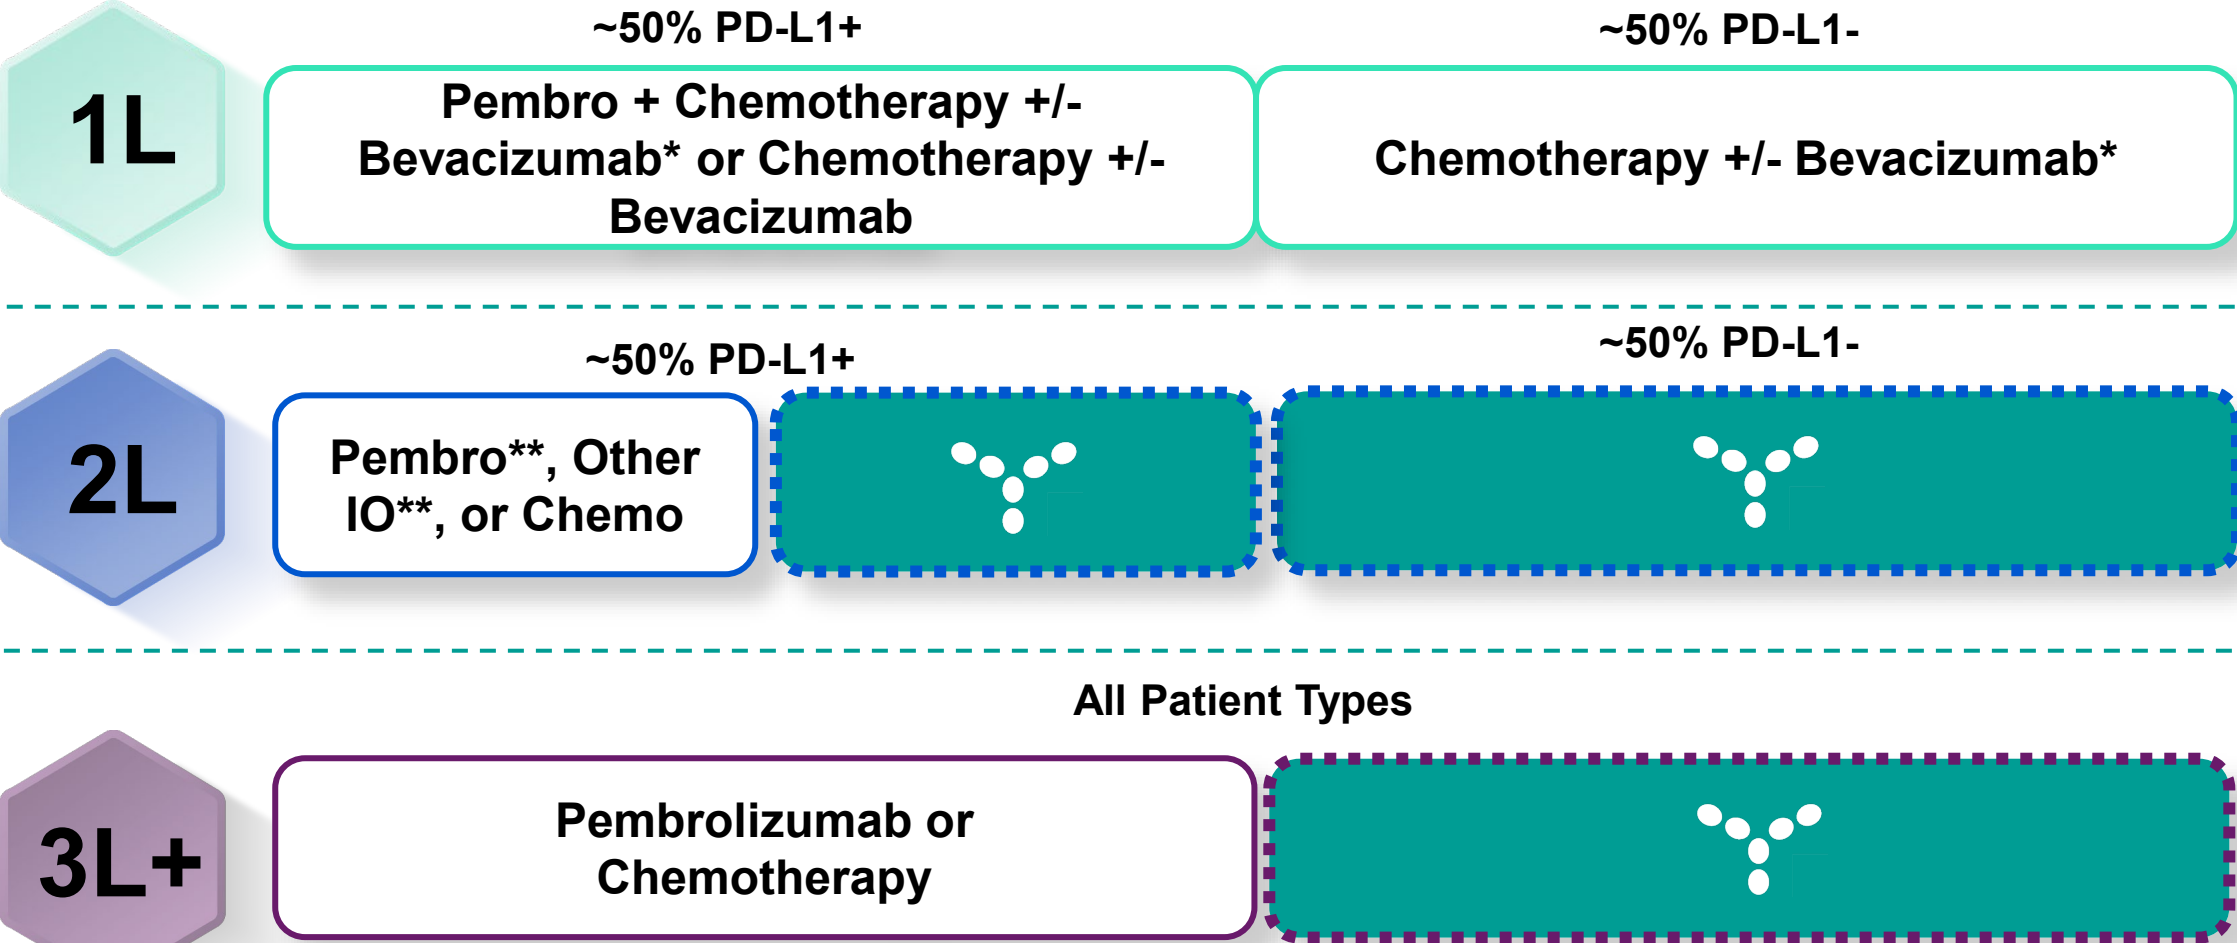 ~50% PD-L1+
~50% PD-L1-
1L
Pembro + Chemotherapy +/-
Bevacizumab* or Chemotherapy +/-
Bevacizumab
Chemotherapy +/- Bevacizumab*
~50% PD-L1+
~50% PD-L1-
2L
Pembro**, Other
IO**, or Chemo
All Patient Types
3L+
Pembrolizumab or
Chemotherapy